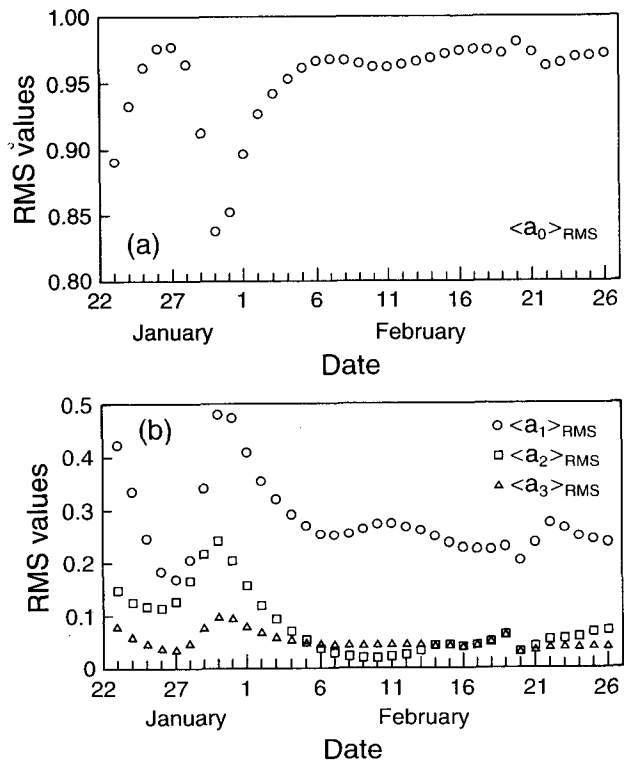 1.00
0.95
0.90
0.85
0.80
RMS values
(a)
<a₀>RMS
22 27 1 6 11 16 21 26
January February
Date
0.5
0.4
0.3
0.2
0.1
0
RMS values
(b)
<a₁>RMS
<a₂>RMS
<a₃>RMS
22 27 1 6 11 16 21 26
January February
Date